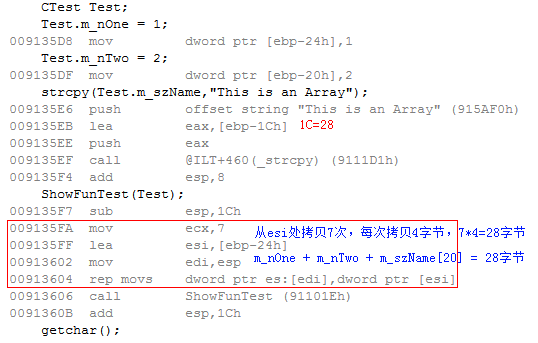 CTest Test;
Test.m_nOne = 1;
009135D8 mov dword ptr [ebp-24h],1
Test.m_nTwo = 2;
009135DF mov dword ptr [ebp-20h],2
strcpy(Test.m_szName,"This is an Array");
009135E6 push offset string "This is an Array" (915AF0h)
009135EB lea eax,[ebp-1Ch] 1C=28
009135EE push eax
009135EF call @ILT+460(_strcpy) (9111D1h)
009135F4 add esp,8
ShowFunTest(Test);
009135F7 sub esp,1Ch
009135FA mov ecx,7 从esi处拷贝7次，每次拷贝4字节，7*4=28字节
009135FF lea esi,[ebp-24h]
m_nOne + m_nTwo + m_szName[20] = 28字节
00913602 mov edi,esp
00913604 rep movs dword ptr es:[edi],dword ptr [esi]
00913606 call ShowFunTest (91101Eh)
0091360B add esp,1Ch
getchar();